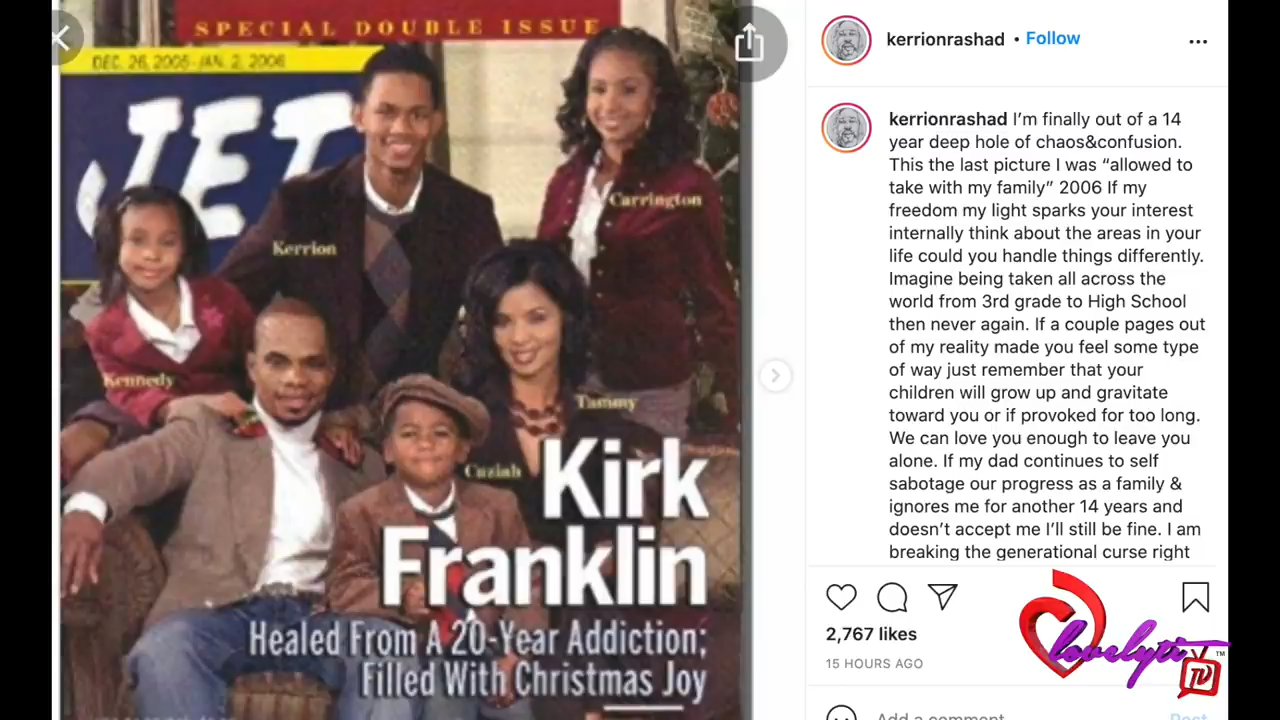 SPECIAL DOUBLE ISSUE
DEC. 26, 2005-JAN. 2, 2006
JET
Carrington
Kerrion
Kennedy
Tammy
Caziah
Kirk
Franklin
Healed From A 20-Year Addiction;
Filled With Christmas Joy
kerrionrashad • Follow
kerrionrashad I’m finally out of a 14
year deep hole of chaos&confusion.
This the last picture I was “allowed to
take with my family” 2006 If my
freedom my light sparks your interest
internally think about the areas in your
life could you handle things differently.
Imagine being taken all across the
world from 3rd grade to High School
then never again. If a couple pages out
of my reality made you feel some type
of way just remember that your
children will grow up and gravitate
toward you or if provoked for too long.
We can love you enough to leave you
alone. If my dad continues to self
sabotage our progress as a family &
ignores me for another 14 years and
doesn’t accept me I’ll still be fine. I am
breaking the generational curse right
2,767 likes
15 HOURS AGO
lovelyti
TV
TM
Add a comment
Post